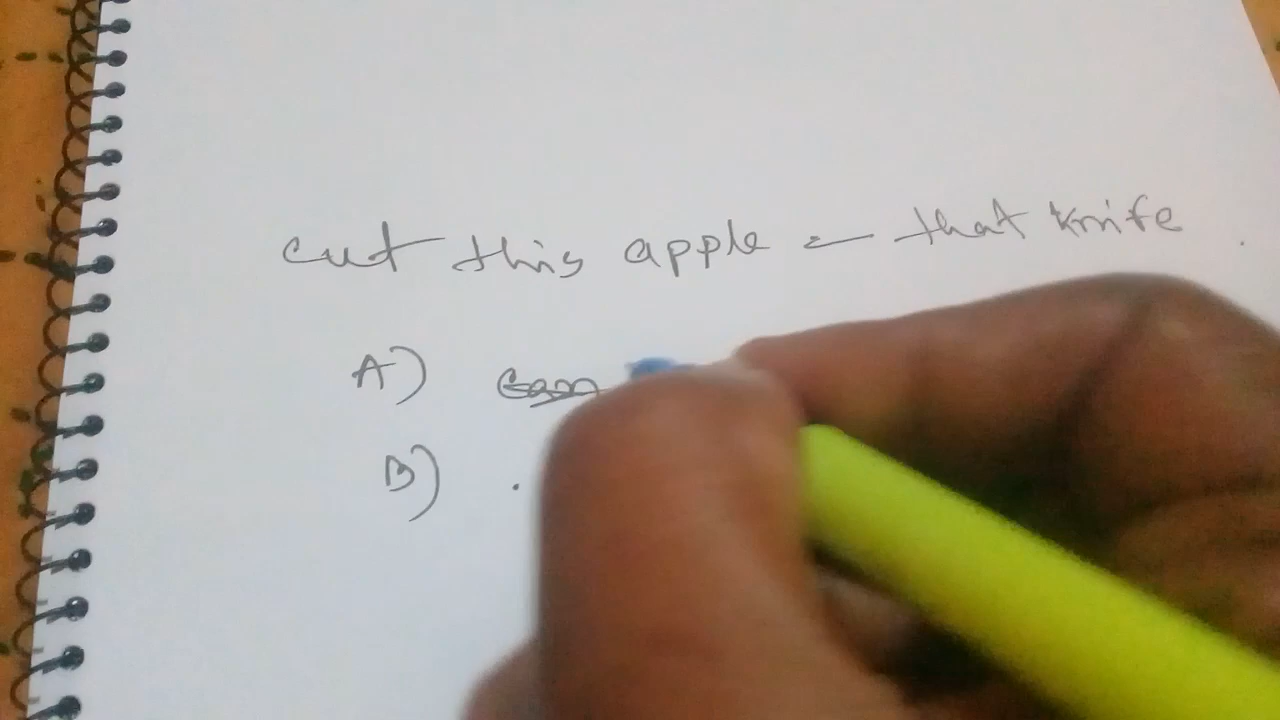 cut this apple — that knife
A)
B) .